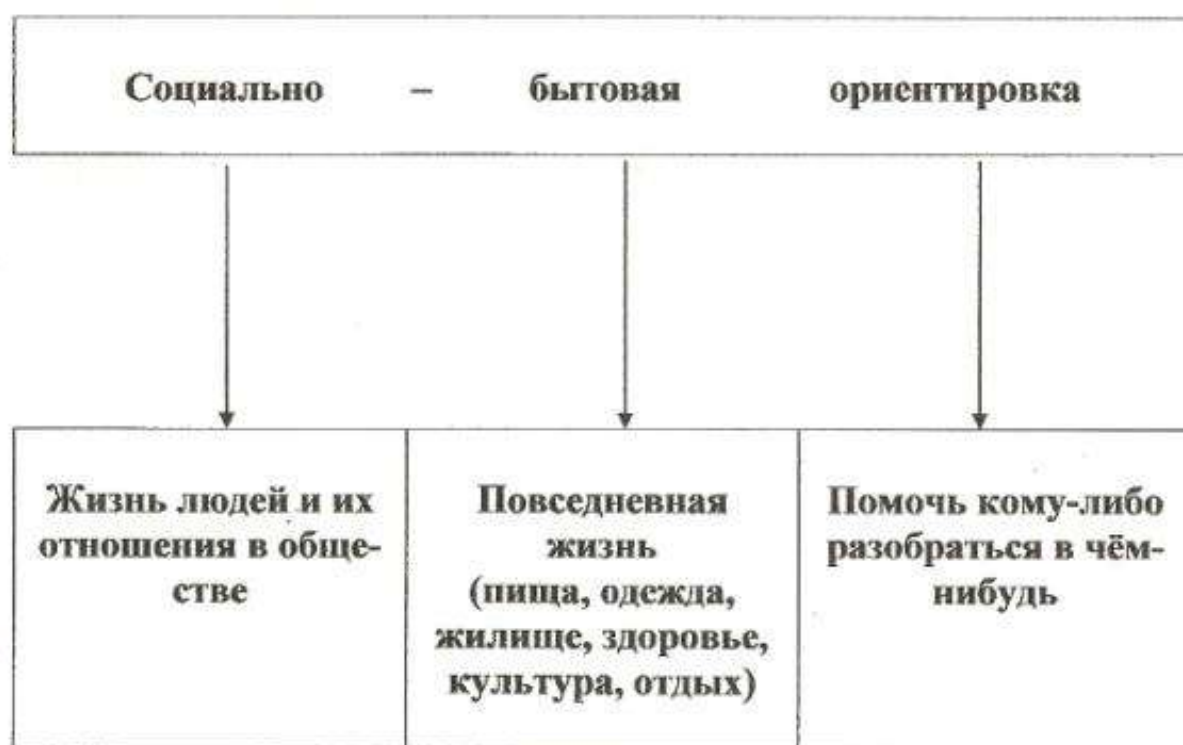 Социально – бытовая ориентировка
Жизнь людей и их
отношения в обще-
стве
Повседневная
жизнь
(пища, одежда,
жилище, здоровье,
культура, отдых)
Помочь кому-либо
разобраться в чём-
нибудь